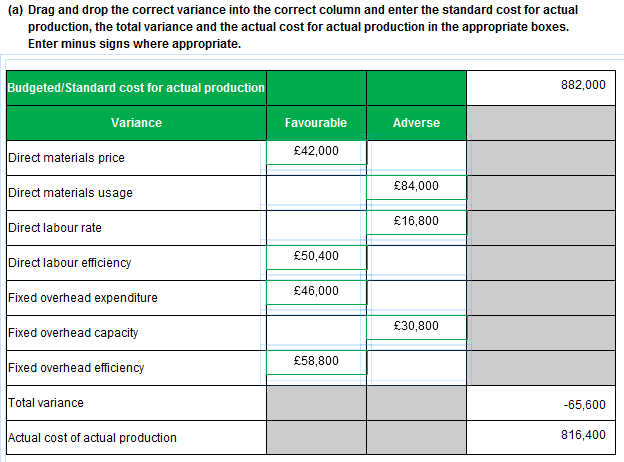 (a) Drag and drop the correct variance into the correct column and enter the standard cost for actual
production, the total variance and the actual cost for actual production in the appropriate boxes.
Enter minus signs where appropriate.
Budgeted/Standard cost for actual production 882,000
Variance Favourable Adverse
Direct materials price £42,000
Direct materials usage £84,000
Direct labour rate £16,800
Direct labour efficiency £50,400
Fixed overhead expenditure £46,000
Fixed overhead capacity £30,800
Fixed overhead efficiency £58,800
Total variance -65,600
Actual cost of actual production 816,400